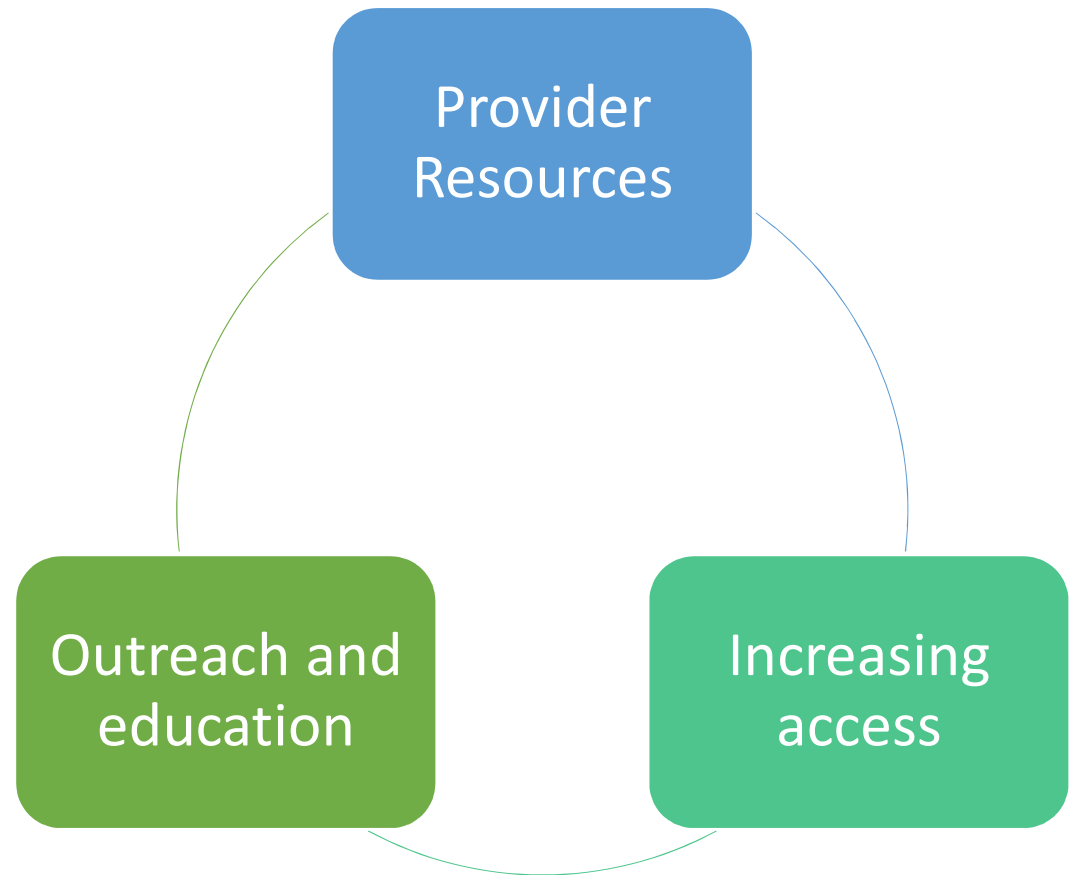 Provider
Resources
Outreach and
education
Increasing
access